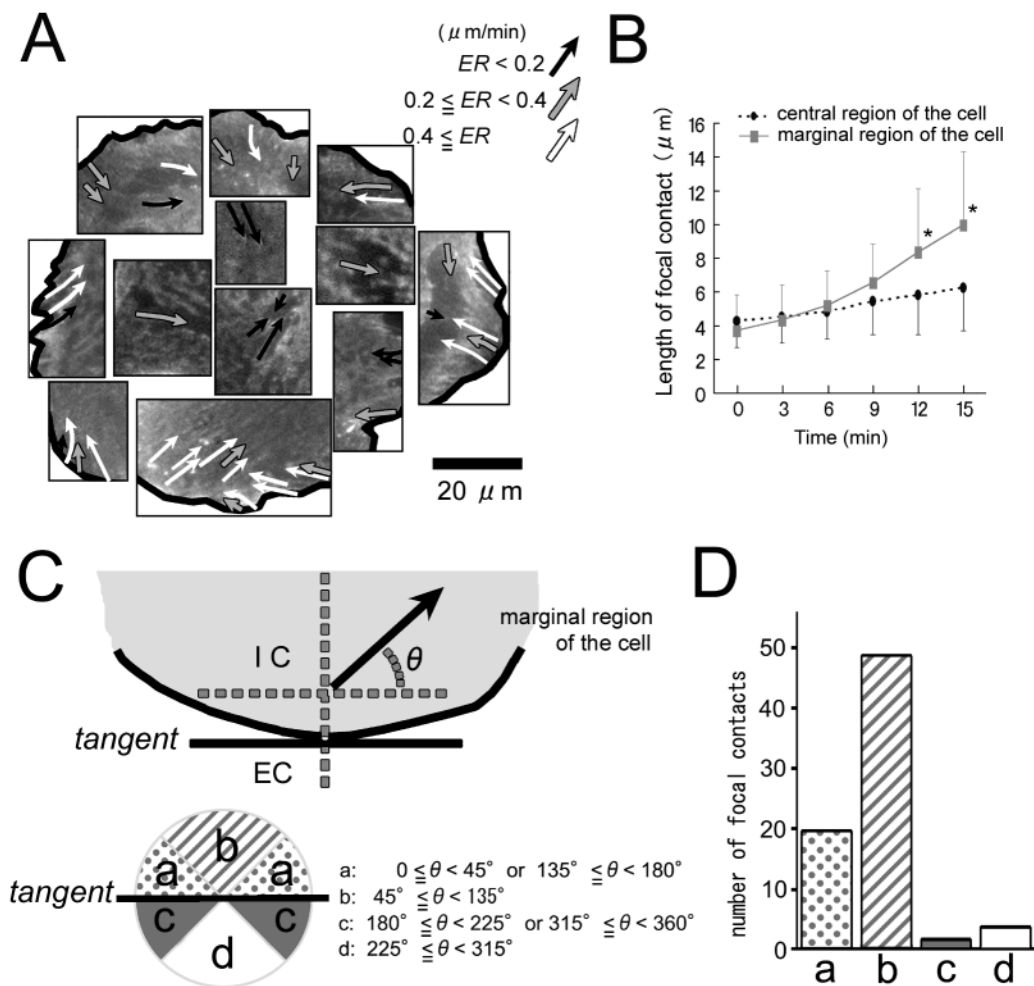 A
(μm/min)
ER < 0.2
0.2 ≦ ER < 0.4
0.4 ≦ ER
20 μm
B
central region of the cell
marginal region of the cell
Length of focal contact (μm)
16
14
12
10
8
6
4
2
0
*
*
0 3 6 9 12 15
Time (min)
C
IC
θ
marginal region
of the cell
tangent
EC
b
a a
tangent
c c
d
a: 0 ≦ θ < 45° or 135° ≦ θ < 180°
b: 45° ≦ θ < 135°
c: 180° ≦ θ < 225° or 315° ≦ θ < 360°
d: 225° ≦ θ < 315°
D
number of focal contacts
50
40
30
20
10
0
a b c d